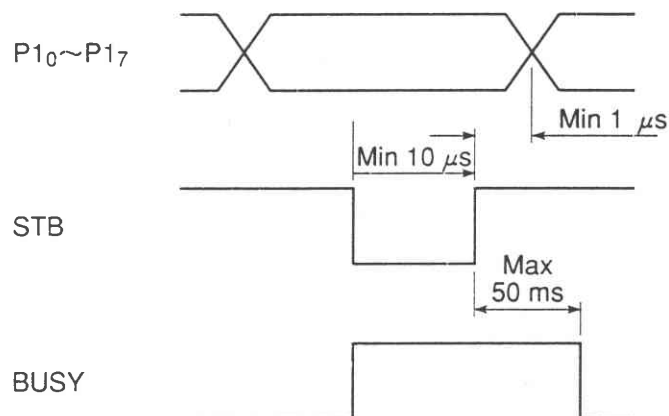 P1₀~P1₇
Min 1 μs
Min 10 μs
STB
Max
50 ms
BUSY